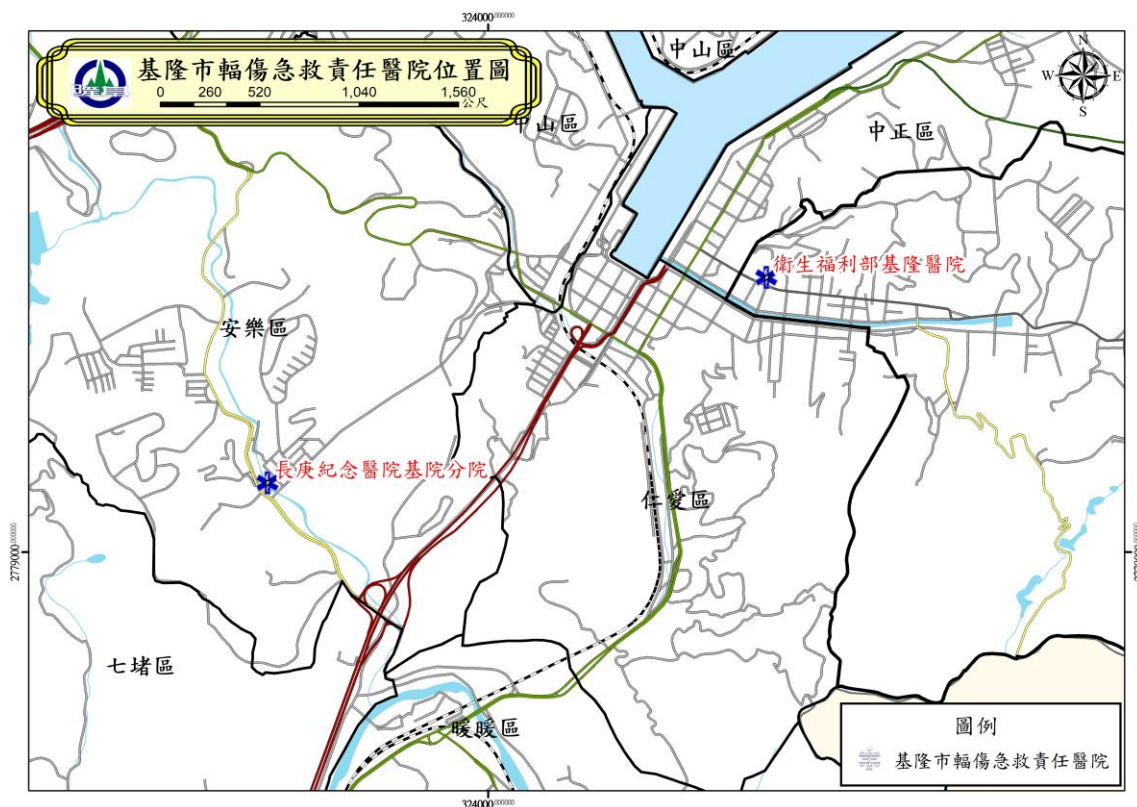 324000.000000
基隆市輻傷急救責任醫院位置圖
0 260 520 1,040 1,560
公尺
中山區
N
W E
S
中山區
中正區
衛生福利部基隆醫院
安樂區
長庚紀念醫院基院分院
仁愛區
2779000.000000
七堵區
暖暖區
圖例
基隆市輻傷急救責任醫院
324000.000000